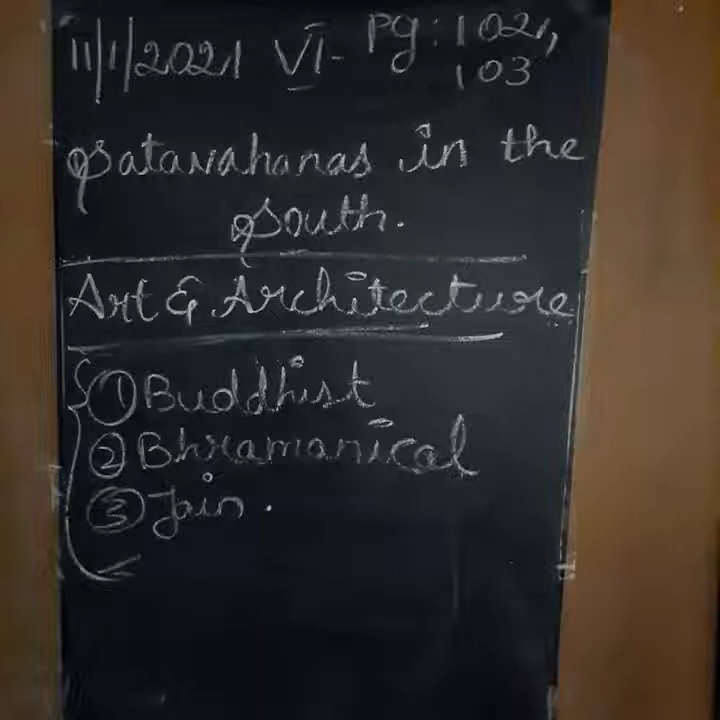 11/1/2021 VI- Pg: 102,
103
Satavahanas in the
South.
Art & Architecture
① Buddhist
② Bhramanical
③ Jain.